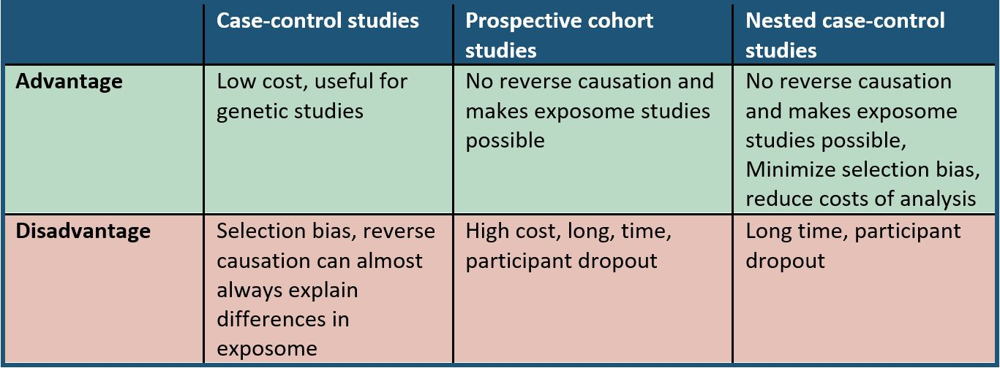 Case-control studies
Prospective cohort
studies
Nested case-control
studies
Advantage
Low cost, useful for
genetic studies
No reverse causation and
makes exposome studies
possible
No reverse causation
and makes exposome
studies possible,
Minimize selection bias,
reduce costs of analysis
Disadvantage
Selection bias, reverse
causation can almost
always explain
differences in
exposome
High cost, long, time,
participant dropout
Long time, participant
dropout